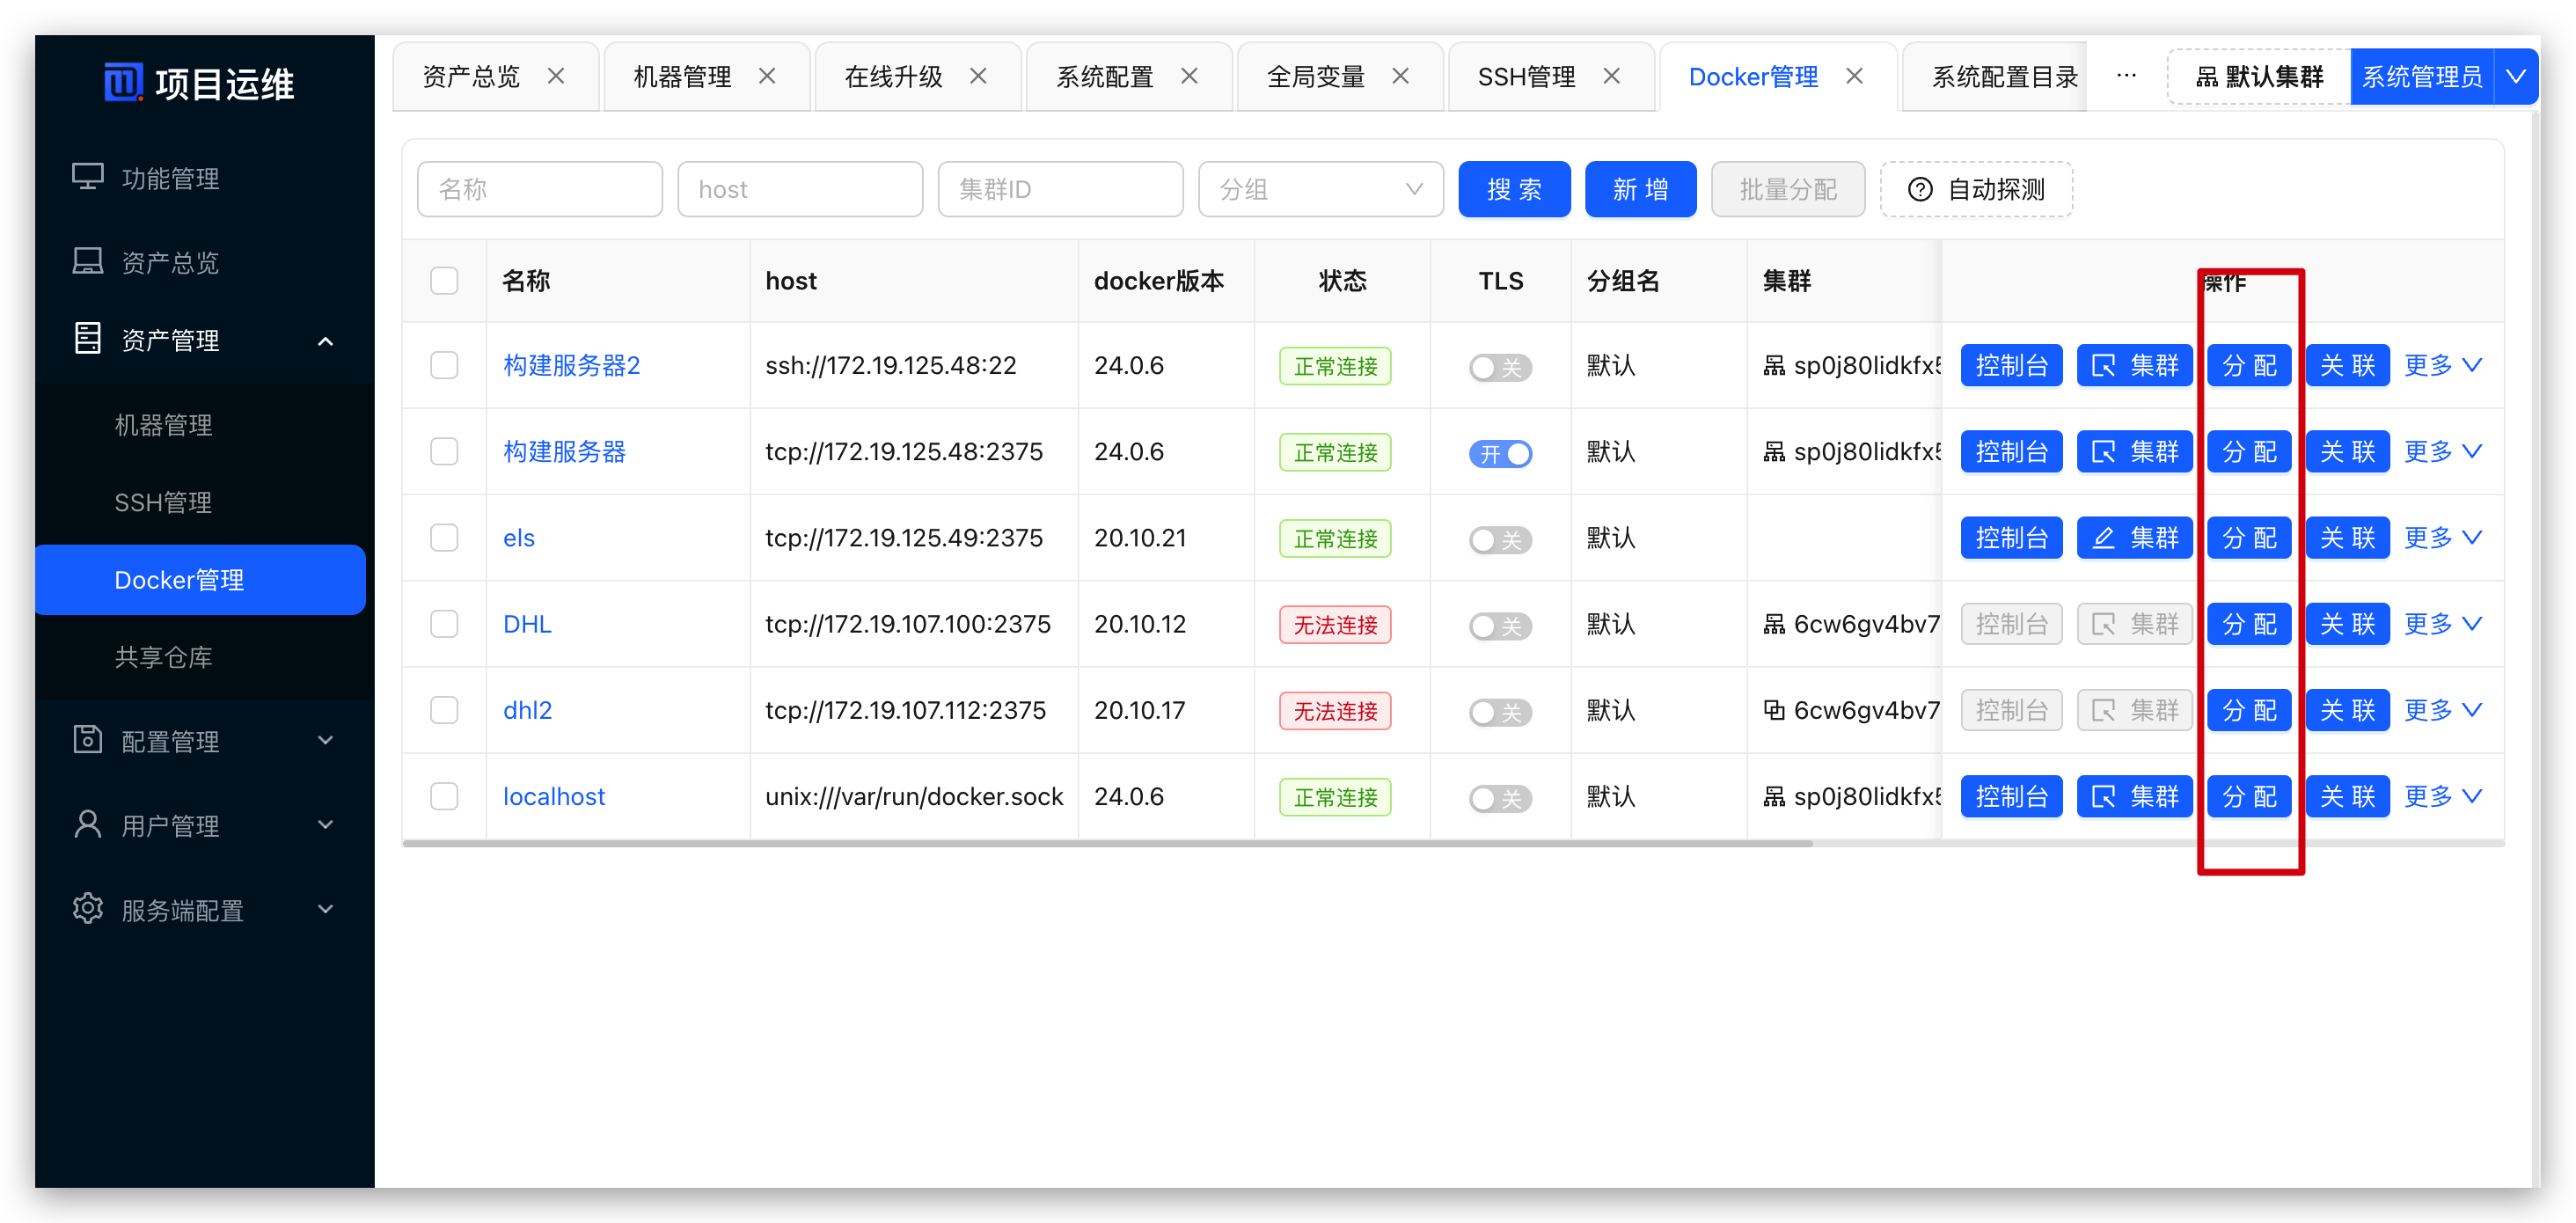 项目运维
功能管理
资产总览
资产管理
机器管理
SSH管理
Docker管理
共享仓库
配置管理
用户管理
服务端配置
资产总览 机器管理 在线升级 系统配置 全局变量 SSH管理 Docker管理 系统配置目录 ··· 默认集群 系统管理员
名称 host 集群ID 分组 搜 索 新 增 批量分配 自动探测
名称 host docker版本 状态 TLS 分组名 集群 操作
构建服务器2 ssh://172.19.125.48:22 24.0.6 正常连接 关 默认 sp0j80lidkfx5 控制台 集群 分 配 关 联 更多
构建服务器 tcp://172.19.125.48:2375 24.0.6 正常连接 开 默认 sp0j80lidkfx5 控制台 集群 分 配 关 联 更多
els tcp://172.19.125.49:2375 20.10.21 正常连接 关 默认 控制台 集群 分 配 关 联 更多
DHL tcp://172.19.107.100:2375 20.10.12 无法连接 关 默认 6cw6gv4bv7 控制台 集群 分 配 关 联 更多
dhl2 tcp://172.19.107.112:2375 20.10.17 无法连接 关 默认 6cw6gv4bv7 控制台 集群 分 配 关 联 更多
localhost unix:///var/run/docker.sock 24.0.6 正常连接 关 默认 sp0j80lidkfx5 控制台 集群 分 配 关 联 更多